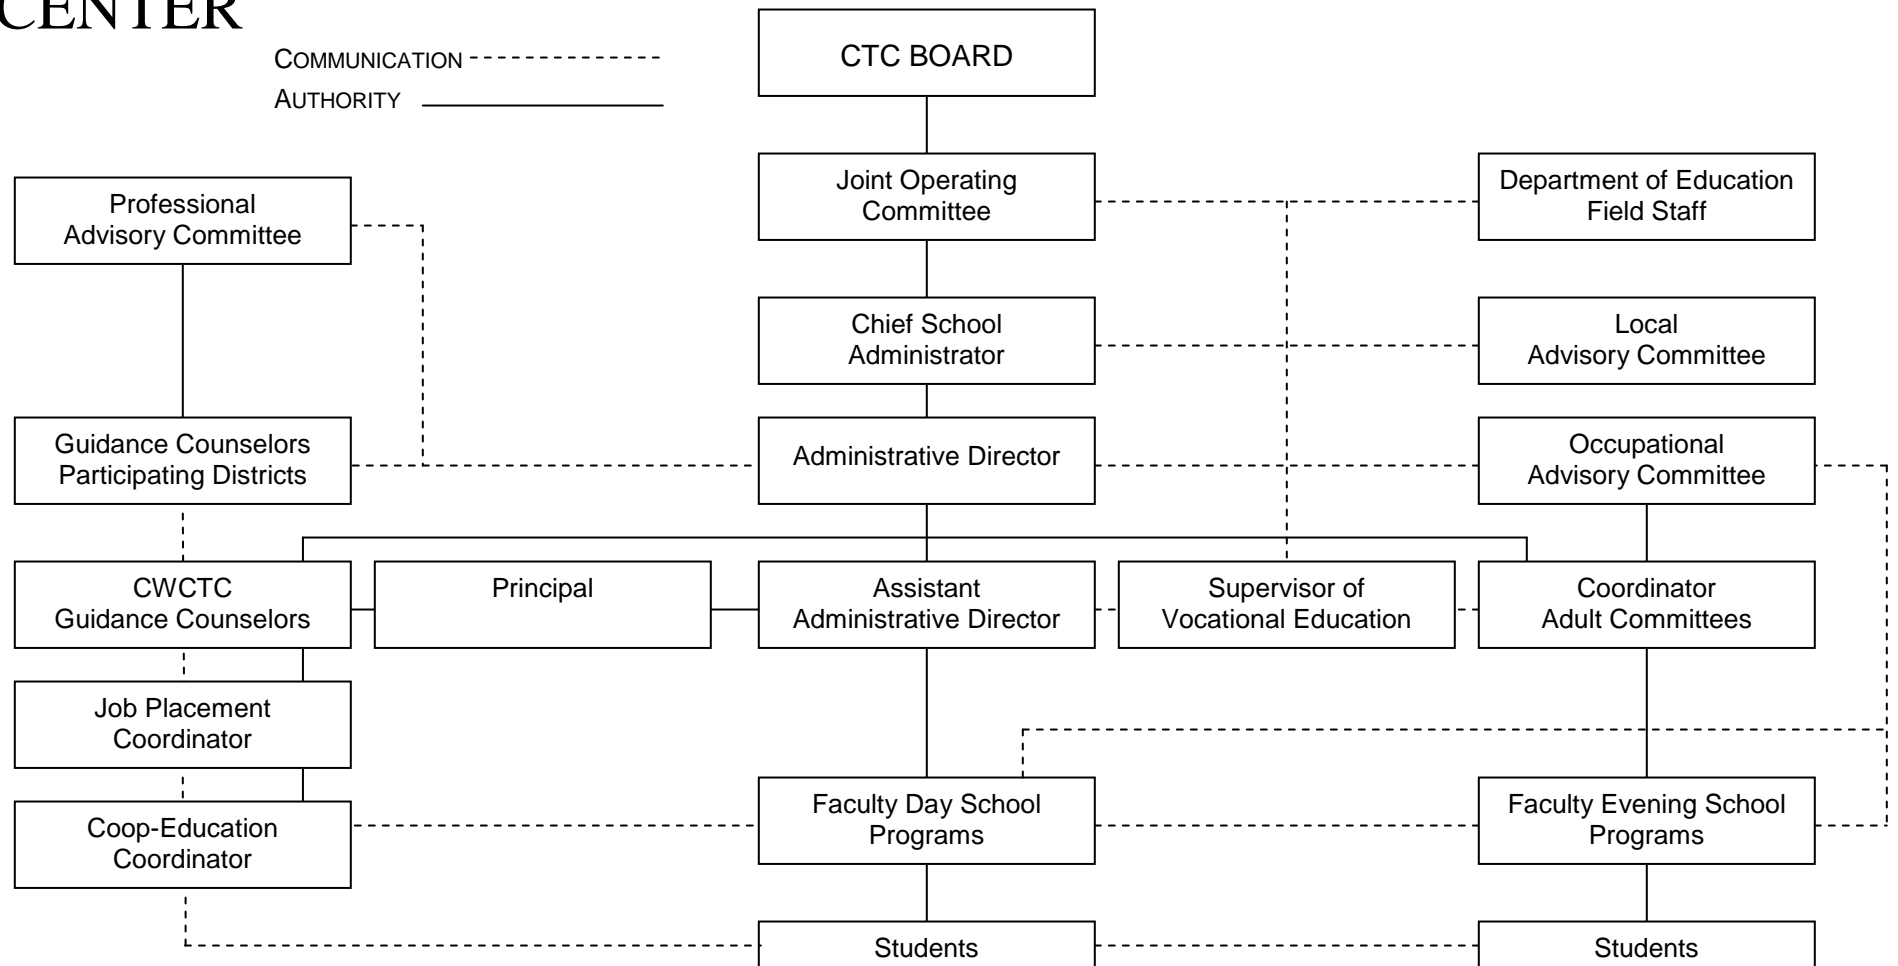 CENTER
COMMUNICATION
AUTHORITY
CTC BOARD
Joint Operating
Committee
Department of Education
Field Staff
Professional
Advisory Committee
Chief School
Administrator
Local
Advisory Committee
Guidance Counselors
Participating Districts
Administrative Director
Occupational
Advisory Committee
CWCTC
Guidance Counselors
Principal
Assistant
Administrative Director
Supervisor of
Vocational Education
Coordinator
Adult Committees
Job Placement
Coordinator
Coop-Education
Coordinator
Faculty Day School
Programs
Faculty Evening School
Programs
Students
Students